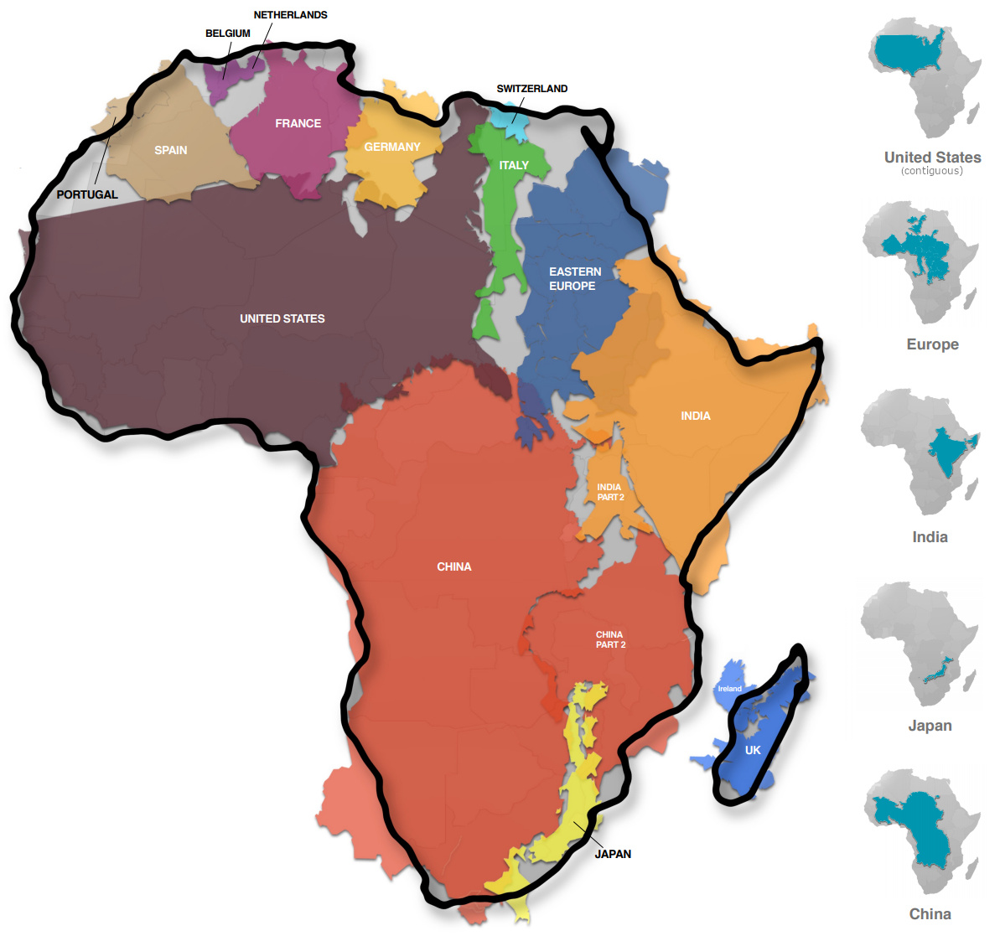 NETHERLANDS
BELGIUM
SWITZERLAND
FRANCE
GERMANY
SPAIN
ITALY
PORTUGAL
EASTERN
EUROPE
UNITED STATES
INDIA
INDIA
PART 2
CHINA
CHINA
PART 2
Ireland
UK
JAPAN
United States
(contiguous)
Europe
India
Japan
China